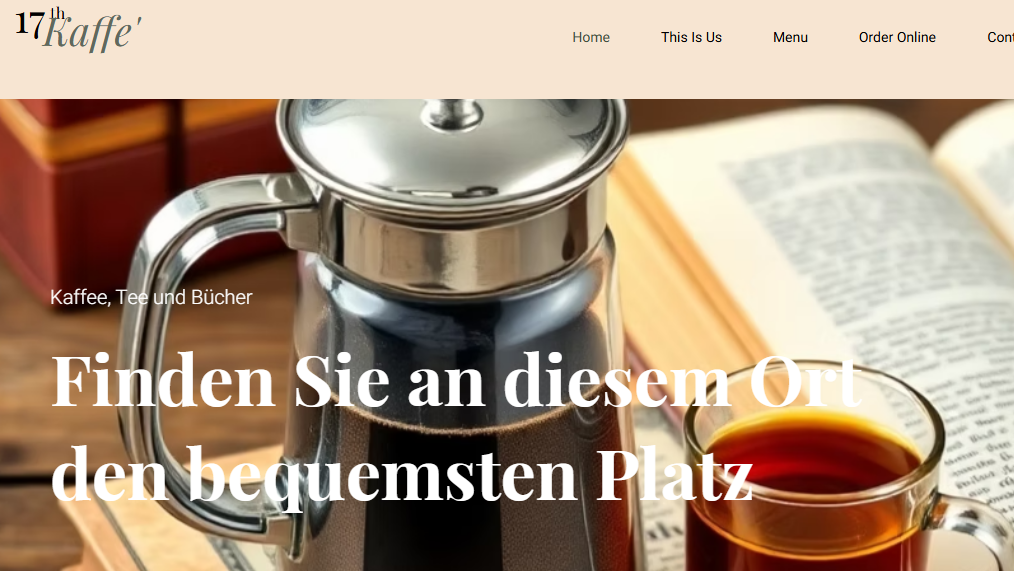 17th Kaffe'
Home This Is Us Menu Order Online Cont
Kaffee, Tee und Bücher
Finden Sie an diesem Ort
den bequemsten Platz